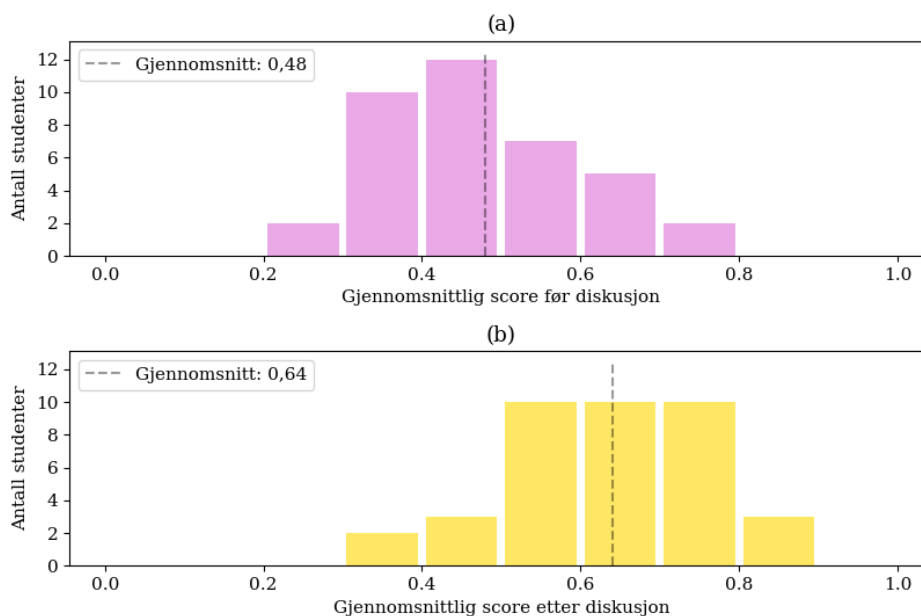 (a)
Gjennomsnitt: 0,48
Antall studenter
12
10
8
6
4
2
0
0.0 0.2 0.4 0.6 0.8 1.0
Gjennomsnittlig score før diskusjon
(b)
Gjennomsnitt: 0,64
Antall studenter
12
10
8
6
4
2
0
0.0 0.2 0.4 0.6 0.8 1.0
Gjennomsnittlig score etter diskusjon